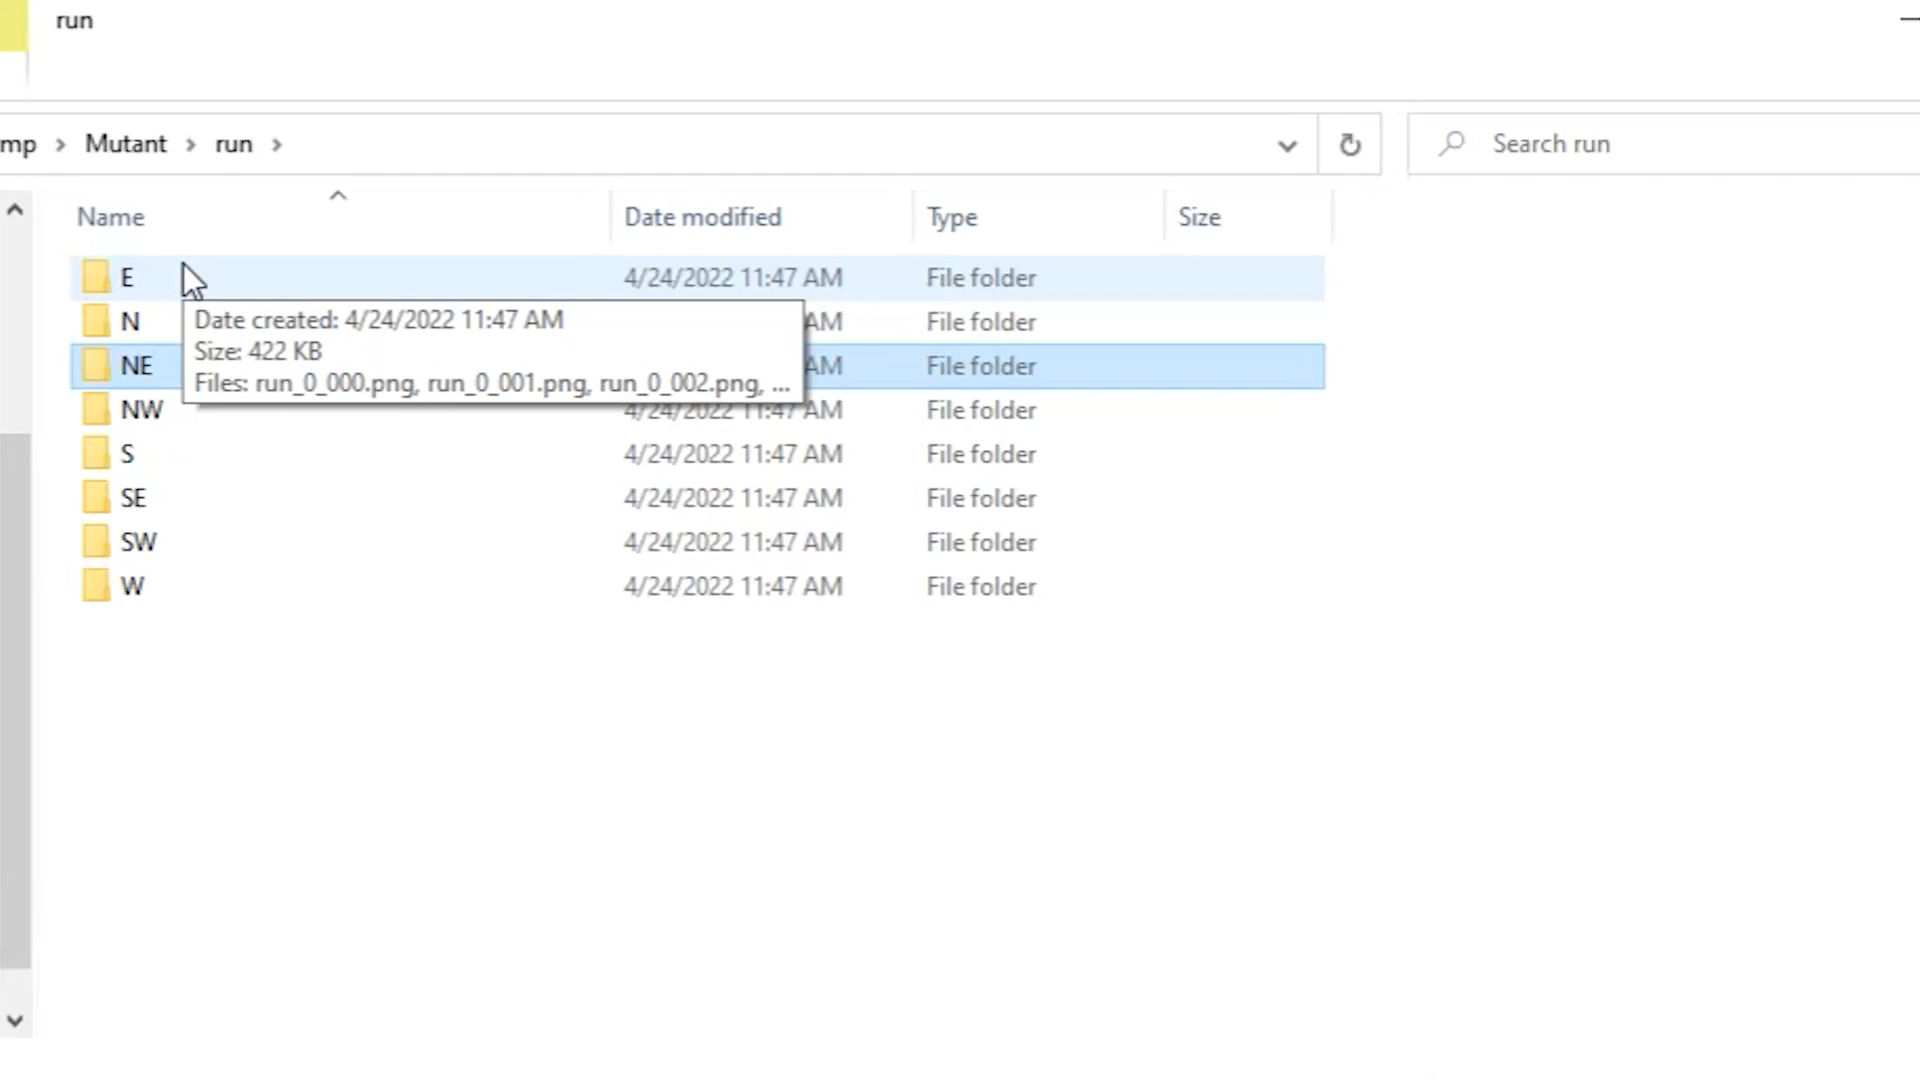 run
mp > Mutant > run >
Search run
Name Date modified Type Size
E 4/24/2022 11:47 AM File folder
N AM File folder
Date created: 4/24/2022 11:47 AM
Size: 422 KB
Files: run_0_000.png, run_0_001.png, run_0_002.png, ...
NE AM File folder
NW 4/24/2022 11:47 AM File folder
S 4/24/2022 11:47 AM File folder
SE 4/24/2022 11:47 AM File folder
SW 4/24/2022 11:47 AM File folder
W 4/24/2022 11:47 AM File folder